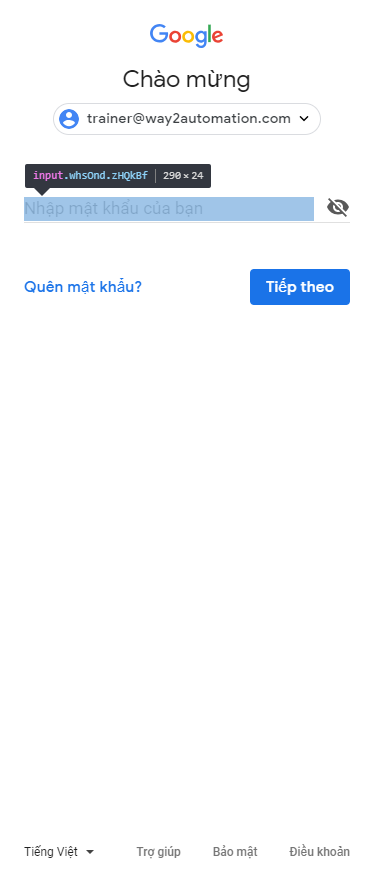 Google
Chào mừng
trainer@way2automation.com
input.whsOnd.zHQkBf | 290 × 24
Nhập mật khẩu của bạn
Quên mật khẩu?
Tiếp theo
Tiếng Việt Trợ giúp Bảo mật Điều khoản